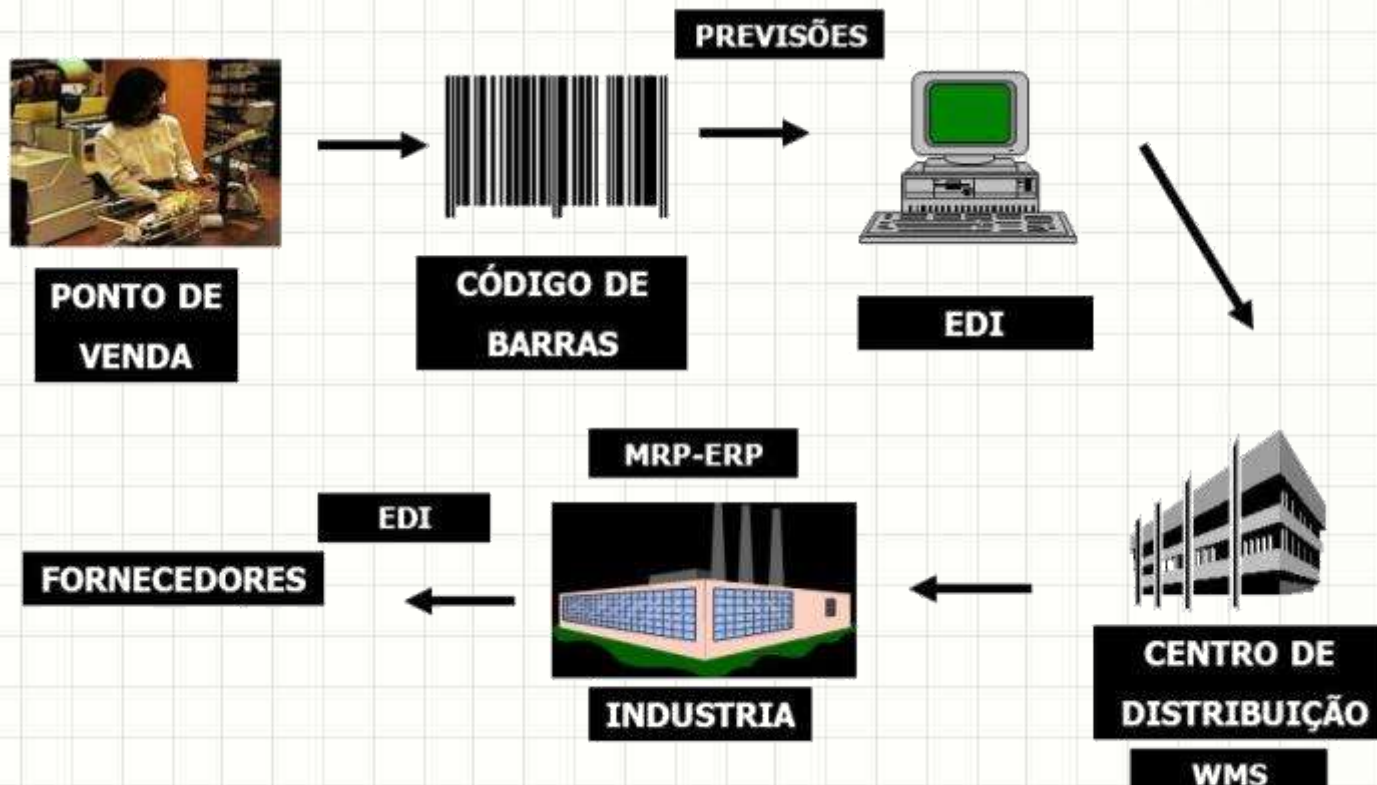 PREVISÕES
PONTO DE
VENDA
CÓDIGO DE
BARRAS
EDI
MRP-ERP
EDI
FORNECEDORES
INDUSTRIA
CENTRO DE
DISTRIBUIÇÃO
WMS